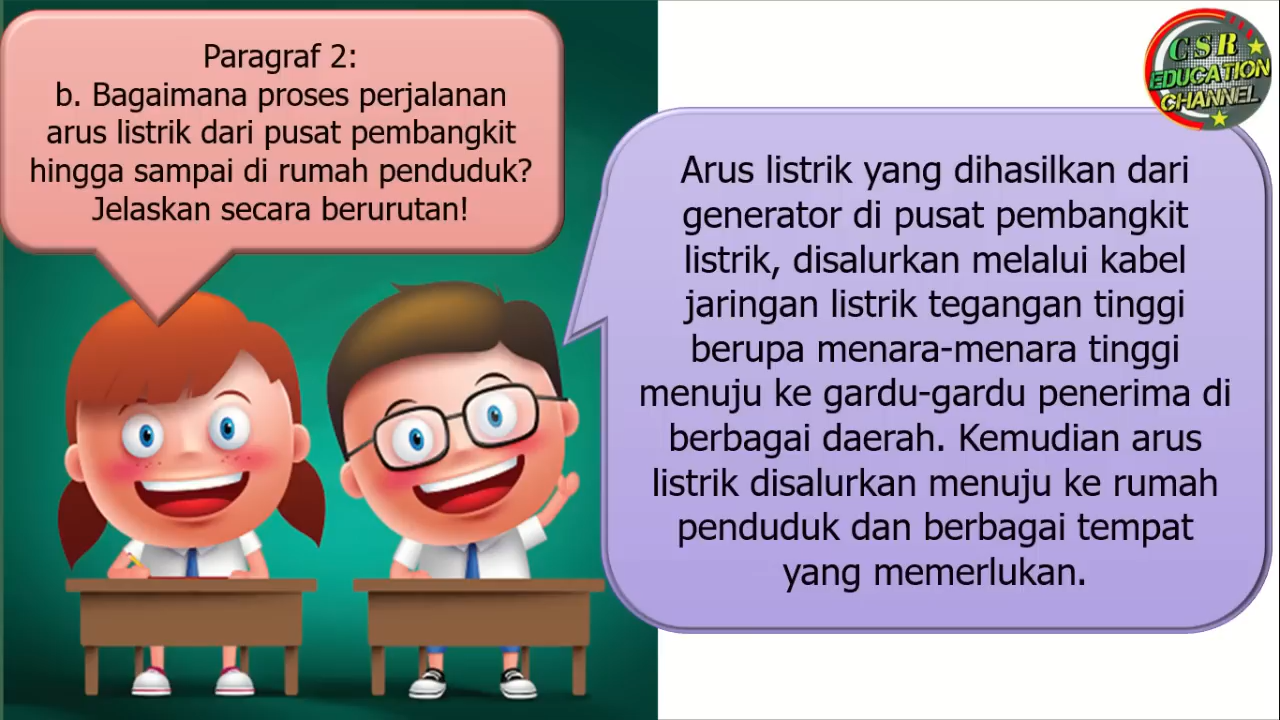 Paragraf 2:
b. Bagaimana proses perjalanan
arus listrik dari pusat pembangkit
hingga sampai di rumah penduduk?
Jelaskan secara berurutan!
CSR
EDUCATION
CHANNEL
Arus listrik yang dihasilkan dari
generator di pusat pembangkit
listrik, disalurkan melalui kabel
jaringan listrik tegangan tinggi
berupa menara-menara tinggi
menuju ke gardu-gardu penerima di
berbagai daerah. Kemudian arus
listrik disalurkan menuju ke rumah
penduduk dan berbagai tempat
yang memerlukan.